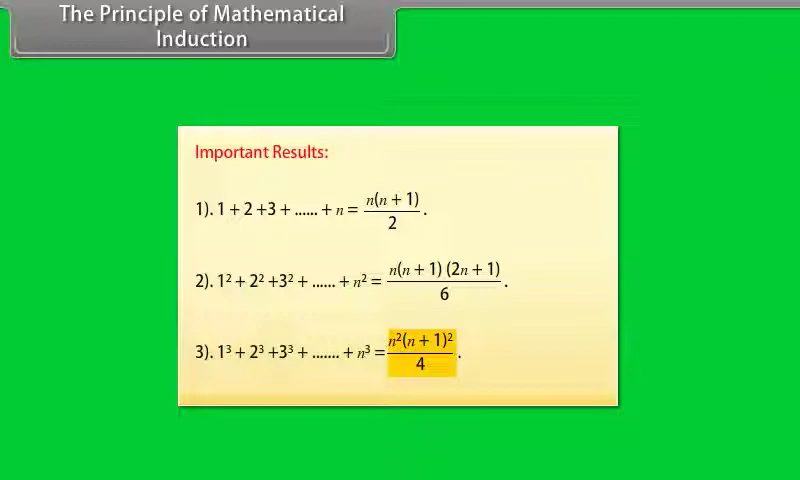 The Principle of Mathematical
Induction
Important Results:
1). 1 + 2 +3 + ...... + n = n(n + 1)/2 .
2). 1² + 2² +3² + ...... + n² = n(n + 1) (2n + 1)/6 .
3). 1³ + 2³ +3³ + ....... + n³ = n²(n + 1)²/4 .